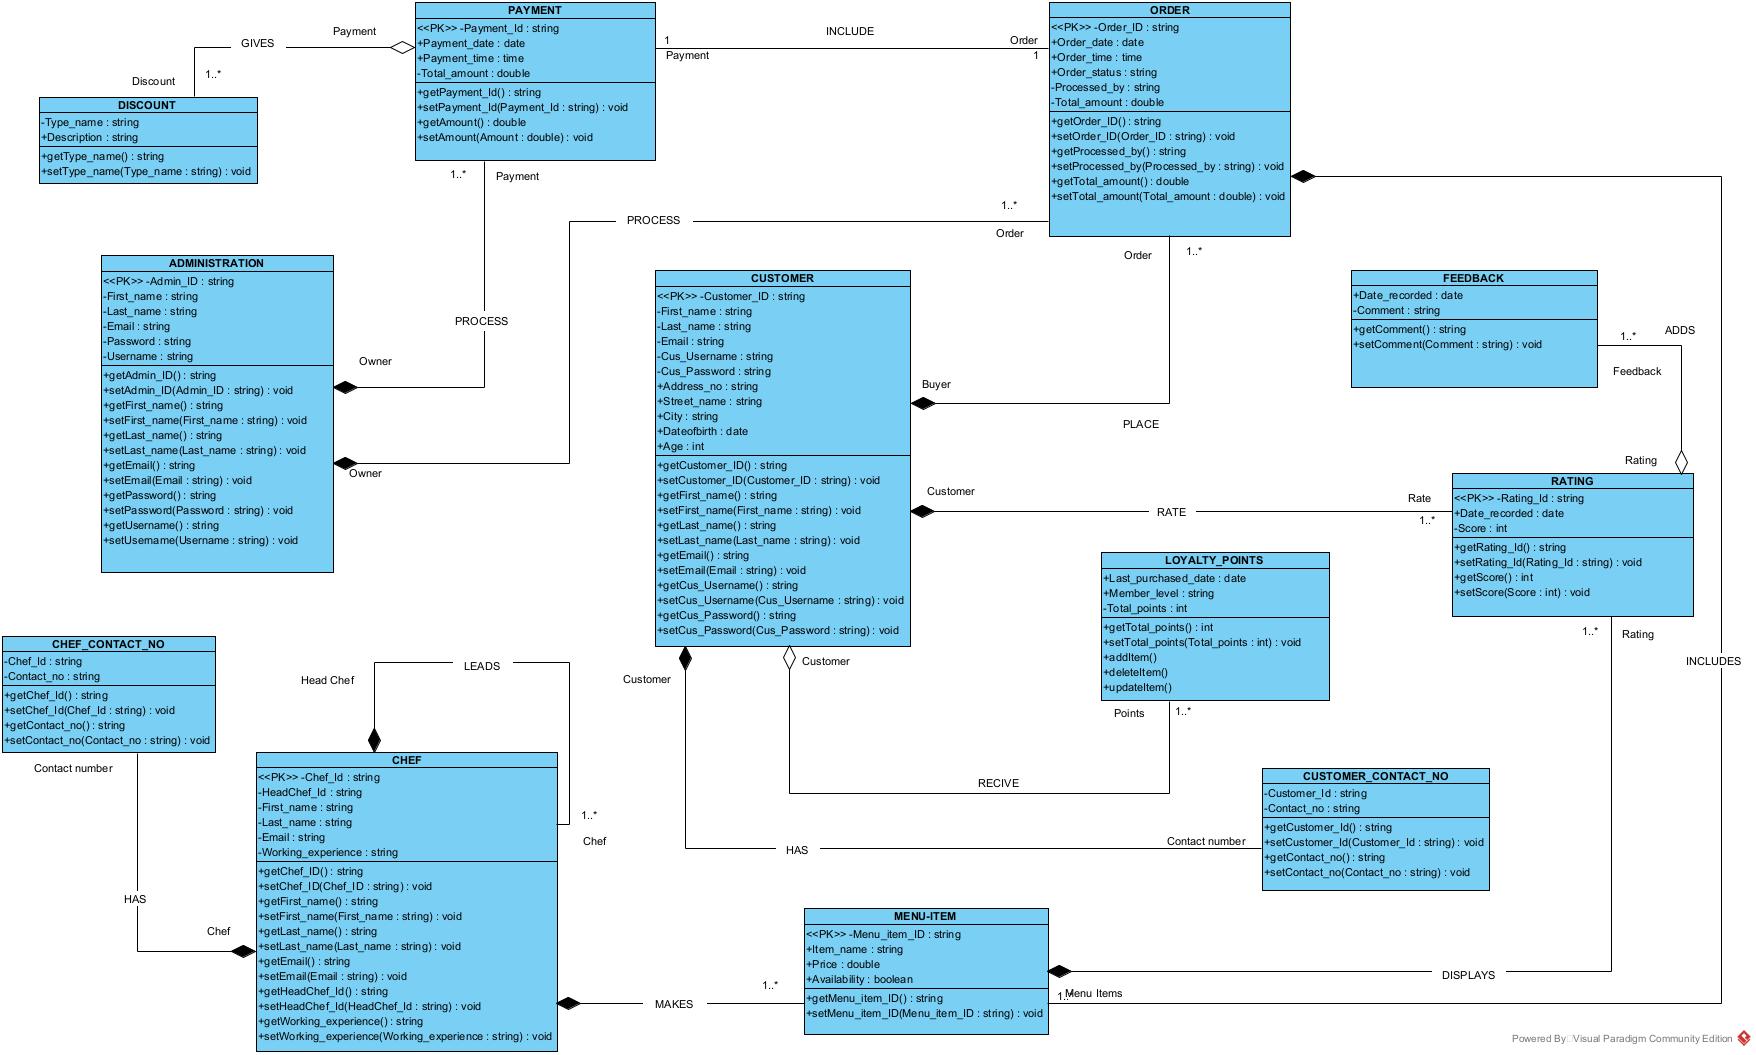 PAYMENT
<<PK>> -Payment_Id : string
+Payment_date : date
+Payment_time : time
-Total_amount : double
+getPayment_Id() : string
+setPayment_Id(Payment_Id : string) : void
+getAmount() : double
+setAmount(Amount : double) : void
Payment
GIVES
1..*
Discount
DISCOUNT
-Type_name : string
+Description : string
+getType_name() : string
+setType_name(Type_name : string) : void
1
Payment
INCLUDE
Order
1
ORDER
<<PK>> -Order_ID : string
+Order_date : date
+Order_time : time
+Order_status : string
-Processed_by : string
-Total_amount : double
+getOrder_ID() : string
+setOrder_ID(Order_ID : string) : void
+getProcessed_by() : string
+setProcessed_by(Processed_by : string) : void
+getTotal_amount() : double
+setTotal_amount(Total_amount : double) : void
1..*
Payment
PROCESS
Owner
PROCESS
1..*
Order
Owner
ADMINISTRATION
<<PK>> -Admin_ID : string
-First_name : string
-Last_name : string
-Email : string
-Password : string
-Username : string
+getAdmin_ID() : string
+setAdmin_ID(Admin_ID : string) : void
+getFirst_name() : string
+setFirst_name(First_name : string) : void
+getLast_name() : string
+setLast_name(Last_name : string) : void
+getEmail() : string
+setEmail(Email : string) : void
+getPassword() : string
+setPassword(Password : string) : void
+getUsername() : string
+setUsername(Username : string) : void
CUSTOMER
<<PK>> -Customer_ID : string
-First_name : string
-Last_name : string
-Email : string
-Cus_Username : string
-Cus_Password : string
+Address_no : string
+Street_name : string
+City : string
+Dateofbirth : date
+Age : int
+getCustomer_ID() : string
+setCustomer_ID(Customer_ID : string) : void
+getFirst_name() : string
+setFirst_name(First_name : string) : void
+getLast_name() : string
+setLast_name(Last_name : string) : void
+getEmail() : string
+setEmail(Email : string) : void
+getCus_Username() : string
+setCus_Username(Cus_Username : string) : void
+getCus_Password() : string
+setCus_Password(Cus_Password : string) : void
Order
1..*
Buyer
PLACE
FEEDBACK
+Date_recorded : date
-Comment : string
+getComment() : string
+setComment(Comment : string) : void
1..*
ADDS
Feedback
Rating
Customer
RATE
Rate
1..*
RATING
<<PK>> -Rating_Id : string
+Date_recorded : date
-Score : int
+getRating_Id() : string
+setRating_Id(Rating_Id : string) : void
+getScore() : int
+setScore(Score : int) : void
1..*
Rating
INCLUDES
LOYALTY_POINTS
+Last_purchased_date : date
+Member_level : string
-Total_points : int
+getTotal_points() : int
+setTotal_points(Total_points : int) : void
+addItem()
+deleteItem()
+updateItem()
Points
1..*
Customer
Customer
RECIVE
HAS
Contact number
CUSTOMER_CONTACT_NO
-Customer_Id : string
-Contact_no : string
+getCustomer_Id() : string
+setCustomer_Id(Customer_Id : string) : void
+getContact_no() : string
+setContact_no(Contact_no : string) : void
CHEF_CONTACT_NO
-Chef_Id : string
-Contact_no : string
+getChef_Id() : string
+setChef_Id(Chef_Id : string) : void
+getContact_no() : string
+setContact_no(Contact_no : string) : void
Contact number
HAS
Chef
LEADS
Head Chef
1..*
Chef
CHEF
<<PK>> -Chef_Id : string
-HeadChef_Id : string
-First_name : string
-Last_name : string
-Email : string
-Working_experience : string
+getChef_ID() : string
+setChef_ID(Chef_ID : string) : void
+getFirst_name() : string
+setFirst_name(First_name : string) : void
+getLast_name() : string
+setLast_name(Last_name : string) : void
+getEmail() : string
+setEmail(Email : string) : void
+getHeadChef_Id() : string
+setHeadChef_Id(HeadChef_Id : string) : void
+getWorking_experience() : string
+setWorking_experience(Working_experience : string) : void
1..*
MAKES
MENU-ITEM
<<PK>> -Menu_item_ID : string
+Item_name : string
+Price : double
+Availability : boolean
+getMenu_item_ID() : string
+setMenu_item_ID(Menu_item_ID : string) : void
DISPLAYS
1..*
Menu Items
Powered By Visual Paradigm Community Edition